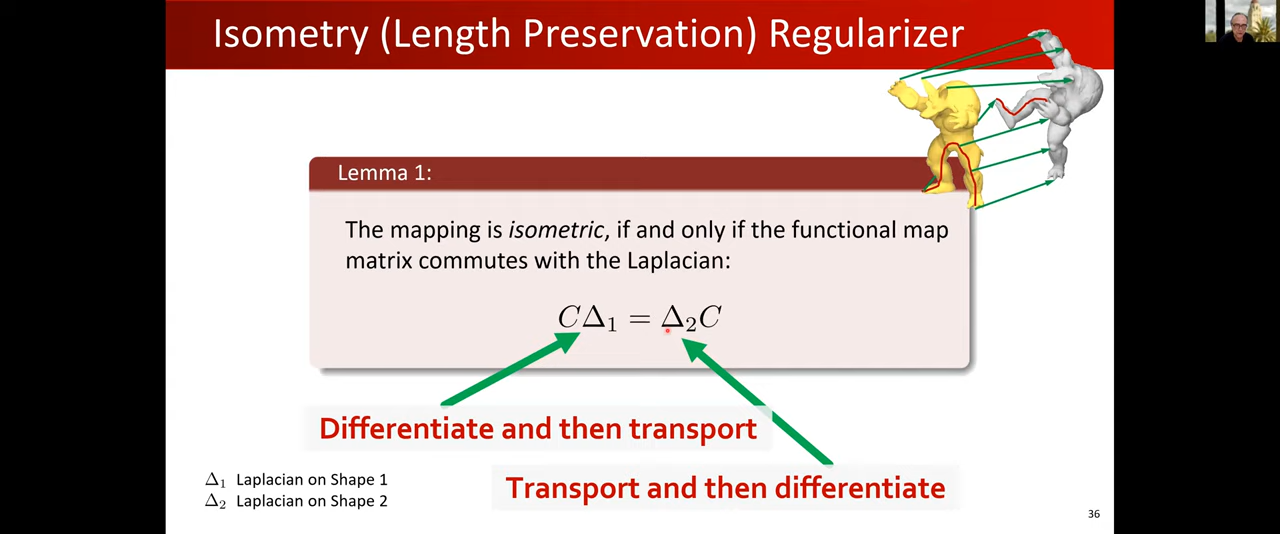 Isometry (Length Preservation) Regularizer
Lemma 1:
The mapping is isometric, if and only if the functional map
matrix commutes with the Laplacian:
CΔ₁ = Δ₂C
Differentiate and then transport
Transport and then differentiate
Δ₁ Laplacian on Shape 1
Δ₂ Laplacian on Shape 2
36